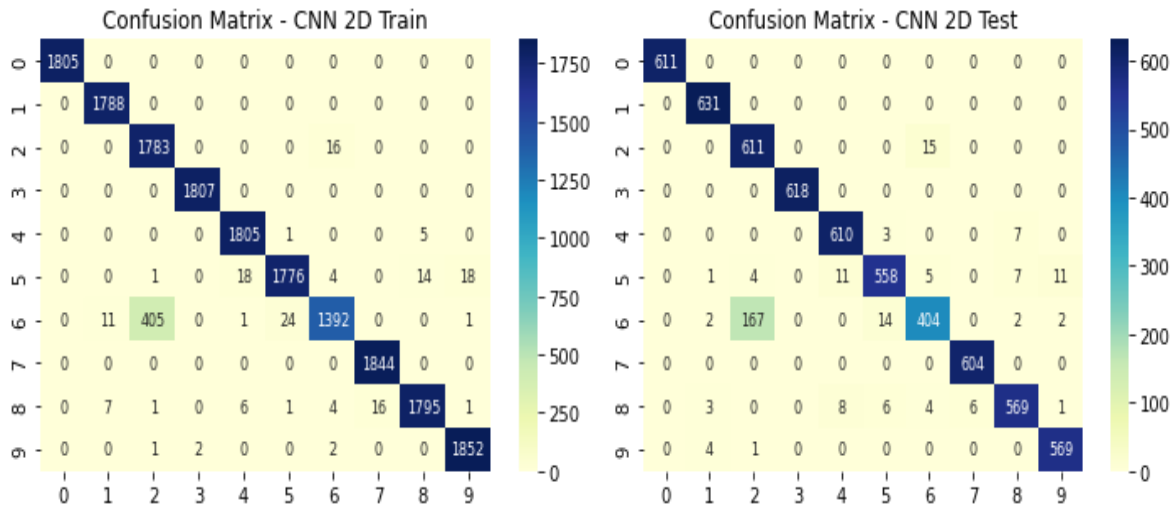 Confusion Matrix - CNN 2D Train
0 1805 0 0 0 0 0 0 0 0 0
1 0 1788 0 0 0 0 0 0 0 0
2 0 0 1783 0 0 0 16 0 0 0
3 0 0 0 1807 0 0 0 0 0 0
4 0 0 0 0 1805 1 0 0 5 0
5 0 0 1 0 18 1776 4 0 14 18
6 0 11 405 0 1 24 1392 0 0 1
7 0 0 0 0 0 0 0 1844 0 0
8 0 7 1 0 6 1 4 16 1795 1
9 0 0 1 2 0 0 2 0 0 1852
0 1 2 3 4 5 6 7 8 9
1750
1500
1250
1000
750
500
250
0
Confusion Matrix - CNN 2D Test
0 611 0 0 0 0 0 0 0 0 0
1 0 631 0 0 0 0 0 0 0 0
2 0 0 611 0 0 0 15 0 0 0
3 0 0 0 618 0 0 0 0 0 0
4 0 0 0 0 610 3 0 0 7 0
5 0 1 4 0 11 558 5 0 7 11
6 0 2 167 0 0 14 404 0 2 2
7 0 0 0 0 0 0 0 604 0 0
8 0 3 0 0 8 6 4 6 569 1
9 0 4 1 0 0 0 0 0 0 569
0 1 2 3 4 5 6 7 8 9
600
500
400
300
200
100
0